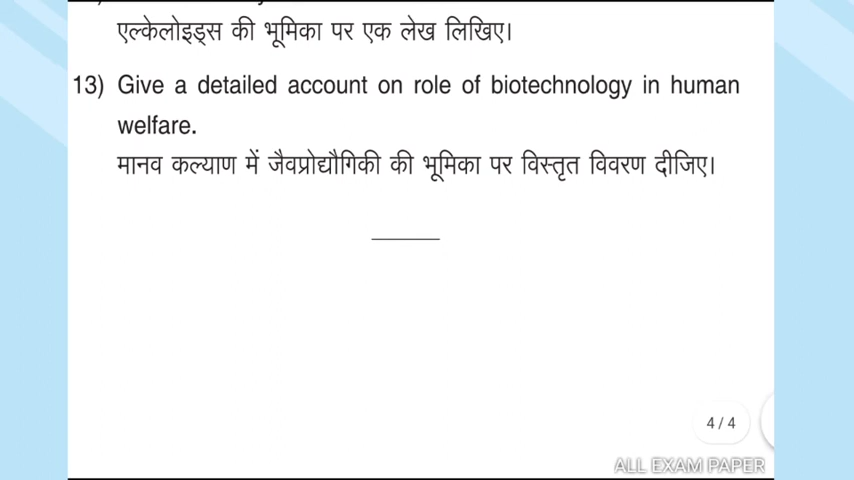 एल्केलोइड्स की भूमिका पर एक लेख लिखिए।
13) Give a detailed account on role of biotechnology in human
welfare.
मानव कल्याण में जैवप्रोद्यौगिकी की भूमिका पर विस्तृत विवरण दीजिए।
4 / 4
ALL EXAM PAPER